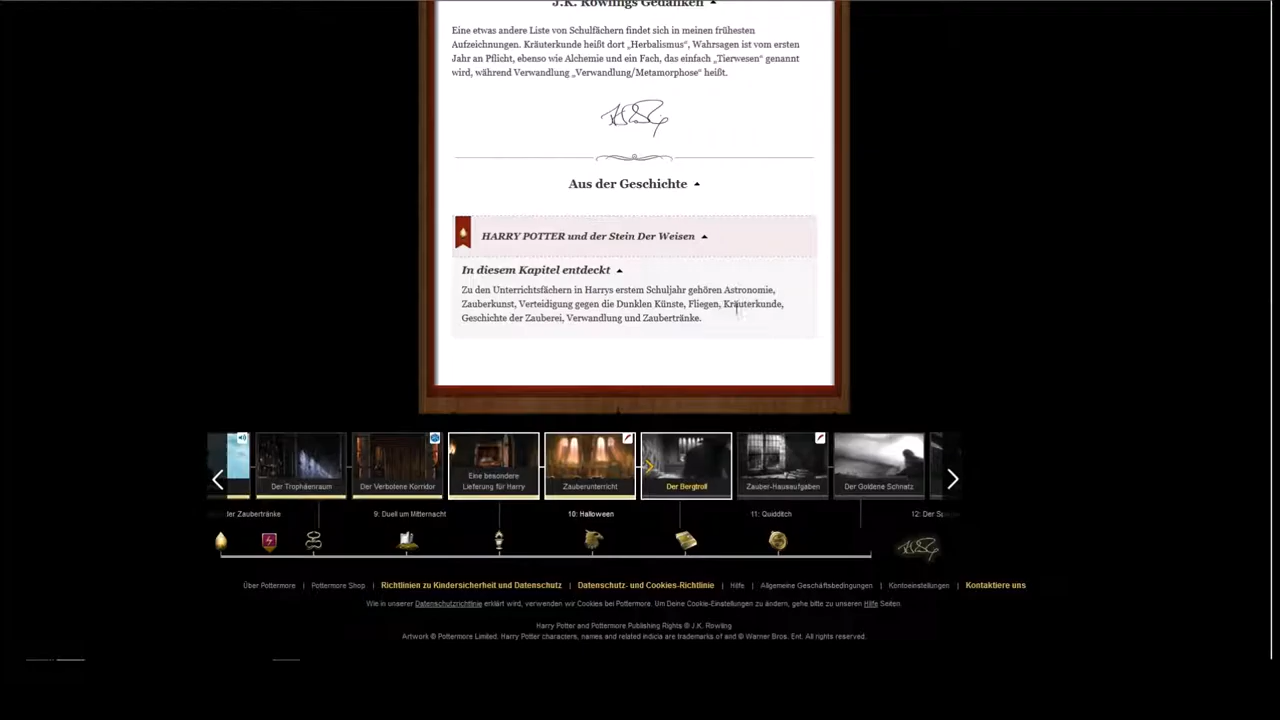 J.K. Rowlings Gedanken
Eine etwas andere Liste von Schulfächern findet sich in meinen frühesten
Aufzeichnungen. Kräuterkunde heißt dort „Herbalismus“, Wahrsagen ist vom ersten
Jahr an Pflicht, ebenso wie Alchemie und ein Fach, das einfach „Tierwesen“ genannt
wird, während Verwandlung „Verwandlung/Metamorphose“ heißt.
Aus der Geschichte
HARRY POTTER und der Stein Der Weisen
In diesem Kapitel entdeckt
Zu den Unterrichtsfächern in Harrys erstem Schuljahr gehören Astronomie,
Zauberkunst, Verteidigung gegen die Dunklen Künste, Fliegen, Kräuterkunde,
Geschichte der Zauberei, Verwandlung und Zaubertränke.
Der Trophäenraum
Der Verbotene Korridor
Eine besondere
Lieferung für Harry
Zauberunterricht
Der Bergtroll
Zauber-Hausaufgaben
Der Goldene Schnatz
der Zaubertränke
9: Duell um Mitternacht
10: Halloween
11: Quidditch
12: Der
Über Pottermore | Pottermore Shop | Richtlinien zu Kindersicherheit und Datenschutz | Datenschutz- und Cookies-Richtlinie | Hilfe | Allgemeine Geschäftsbedingungen | Kontoeinstellungen | Kontaktiere uns
Wie in unserer Datenschutzrichtlinie erklärt wird, verwenden wir Cookies bei Pottermore. Um Deine Cookie-Einstellungen zu ändern, gehe bitte zu unseren Hilfe Seiten
Harry Potter and Pottermore Publishing Rights © J.K. Rowling
Artwork © Pottermore Limited. Harry Potter characters, names and related indicia are trademarks of and © Warner Bros. Ent. All rights reserved.